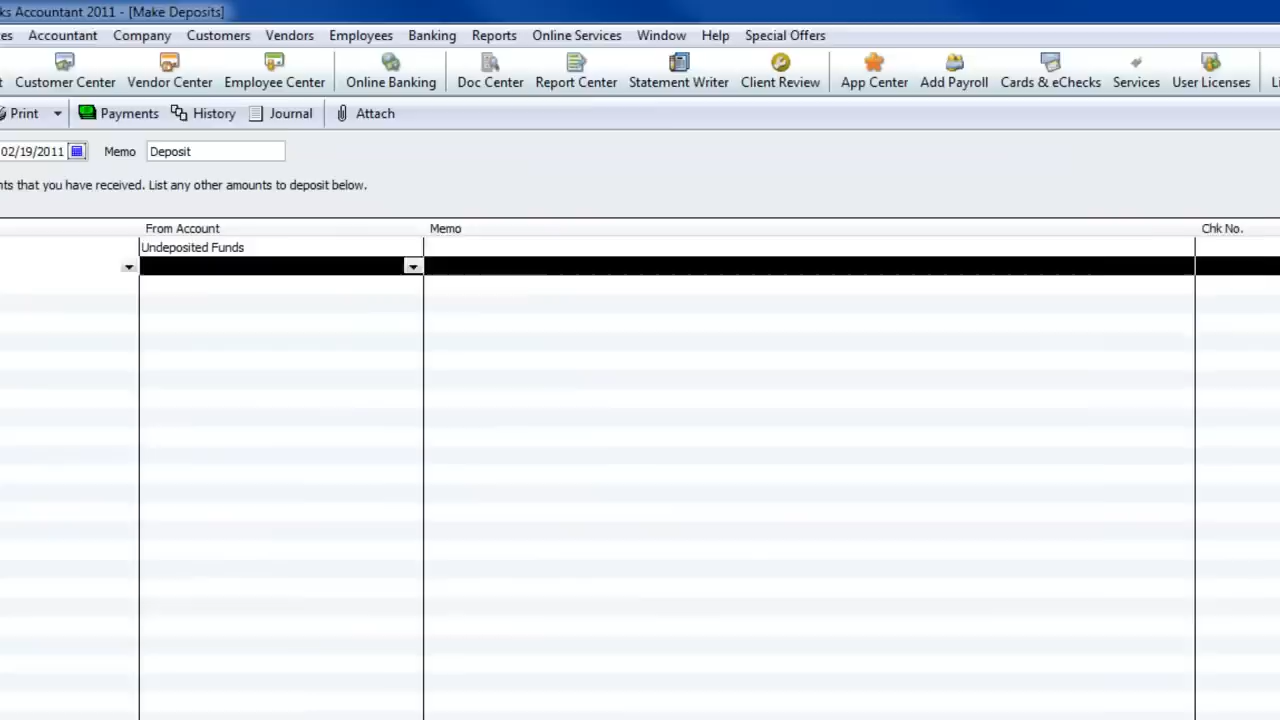 ks Accountant 2011 - [Make Deposits]
es Accountant Company Customers Vendors Employees Banking Reports Online Services Window Help Special Offers
t Customer Center Vendor Center Employee Center Online Banking Doc Center Report Center Statement Writer Client Review App Center Add Payroll Cards & eChecks Services User Licenses Li
Print Payments History Journal Attach
02/19/2011 Memo Deposit
nts that you have received. List any other amounts to deposit below.
From Account Memo Chk No.
Undeposited Funds